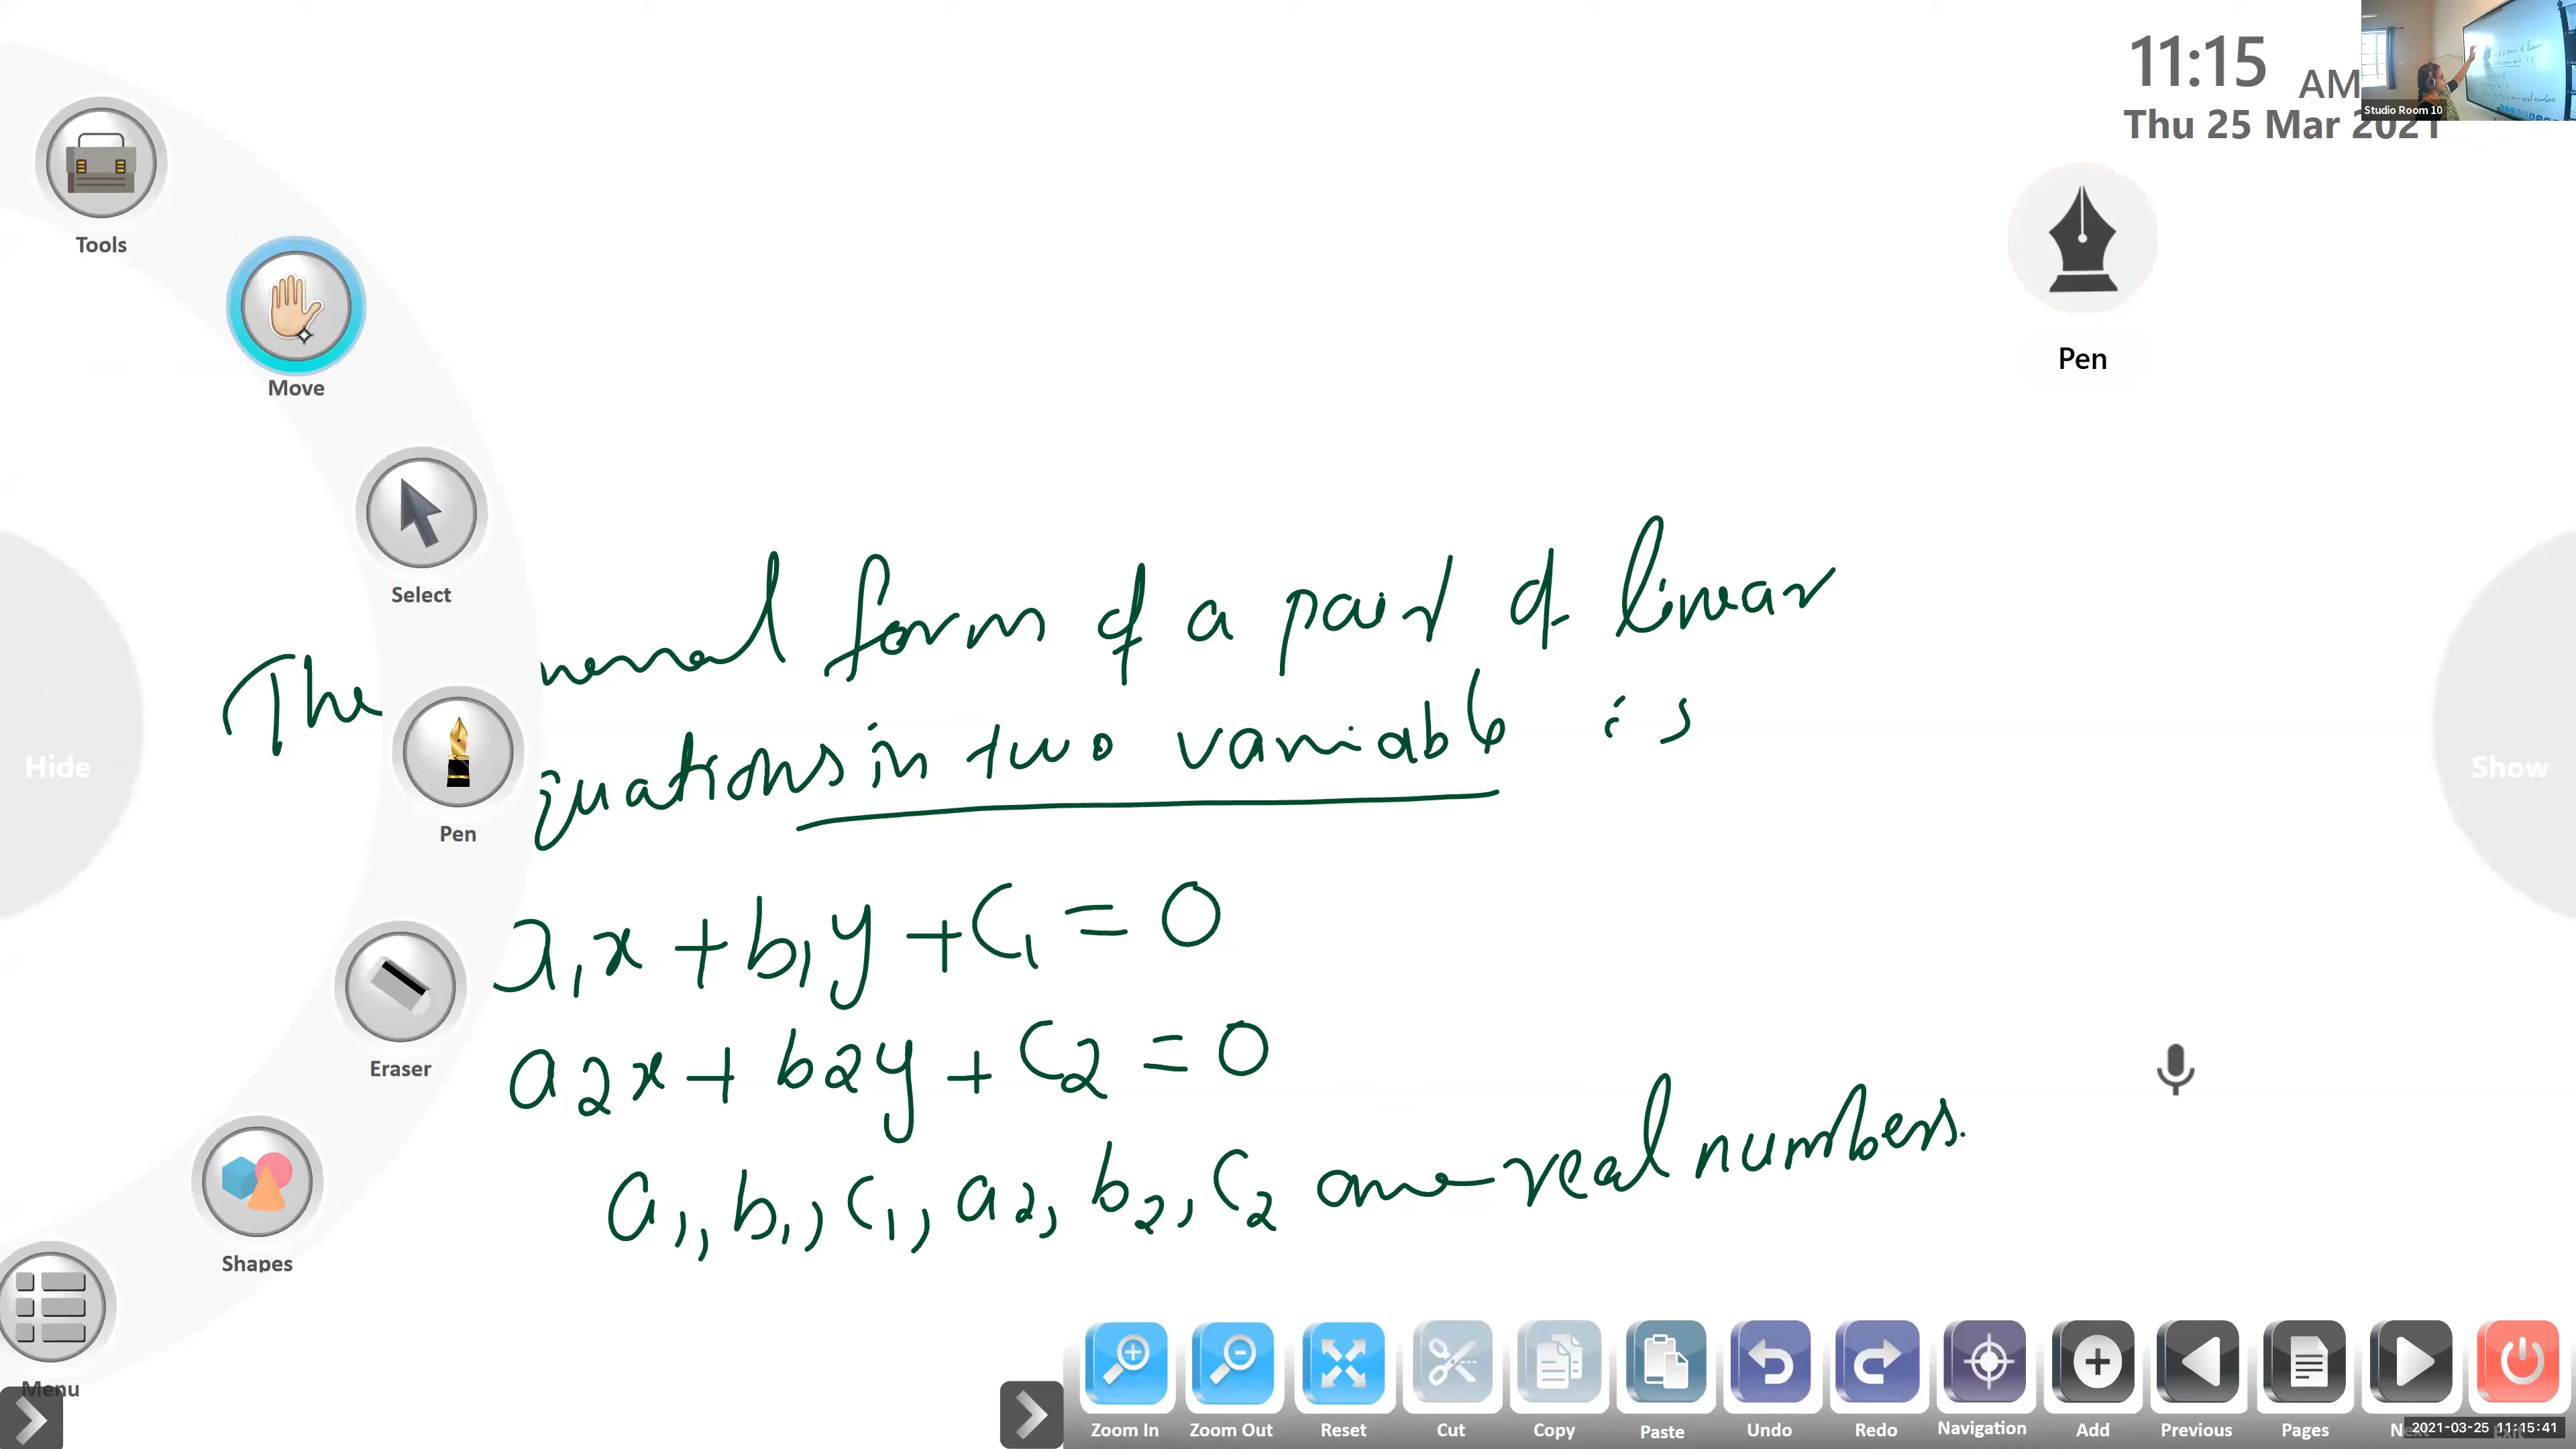 11:15 AM
Thu 25 Mar 2021
Studio Room 10
Tools
Move
Select
Pen
Hide
Show
Pen
Eraser
Shapes
Menu
The neral form of a pair of linear
quations in two variable is
a₁x + b₁y + c₁ = 0
a₂x + b₂y + c₂ = 0
a₁, b₁, c₁, a₂, b₂, c₂ are real numbers.
Zoom In Zoom Out Reset Cut Copy Paste Undo Redo Navigation Add Previous Pages
2021-03-25 11:15:41